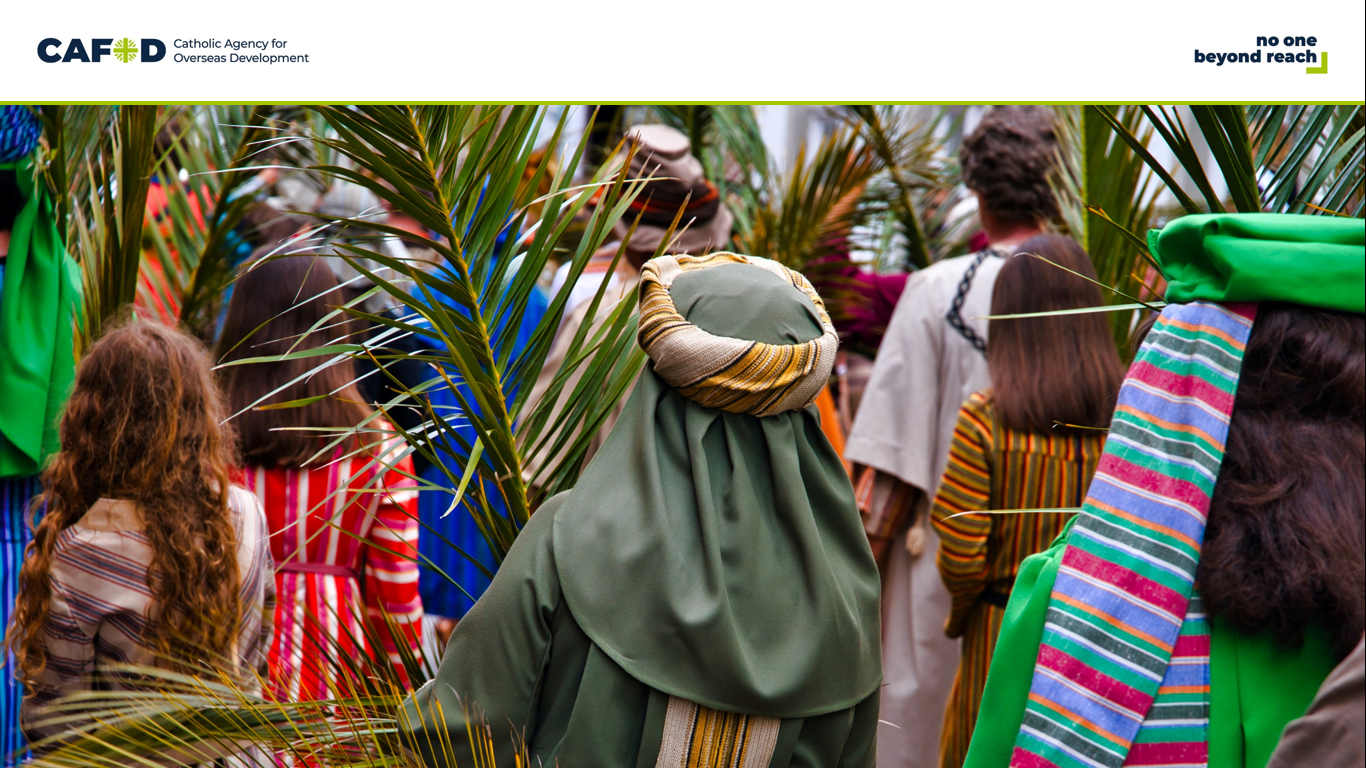 CAFOD
Catholic Agency for
Overseas Development
no one
beyond reach